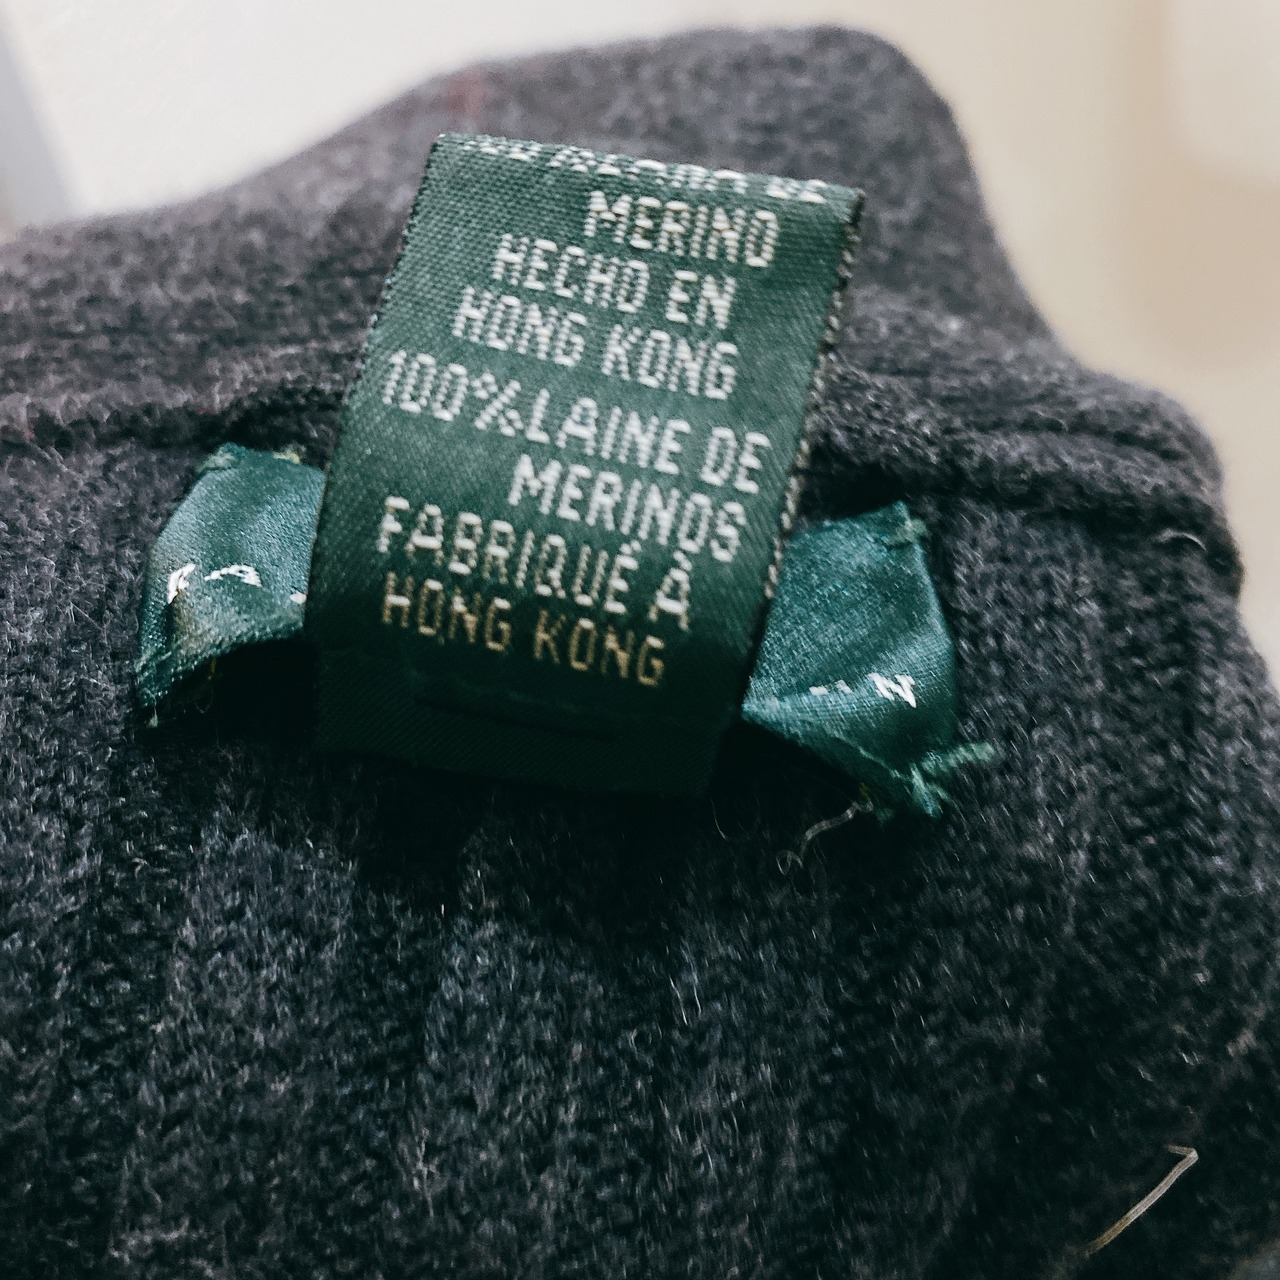 MERINO
HECHO EN
HONG KONG
100%LAINE DE
MERINOS
FABRIQUÉ À
HONG KONG